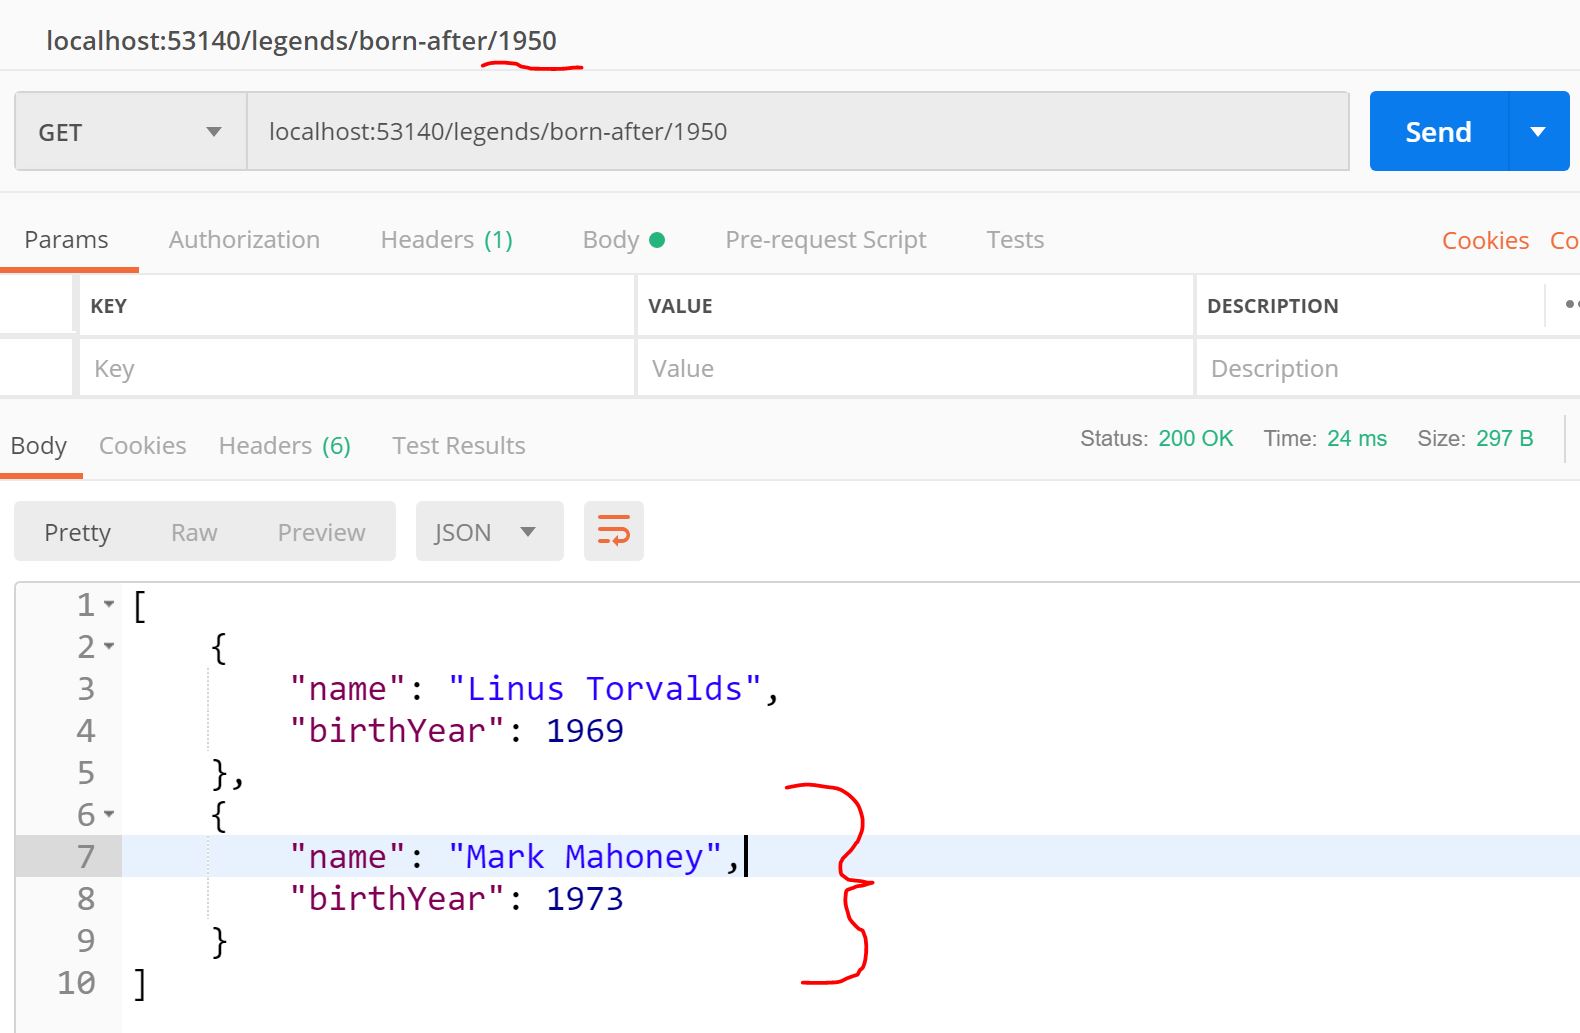 localhost:53140/legends/born-after/1950
GET localhost:53140/legends/born-after/1950 Send
Params Authorization Headers (1) Body Pre-request Script Tests Cookies Co
KEY VALUE DESCRIPTION
Key Value Description
Body Cookies Headers (6) Test Results Status: 200 OK Time: 24 ms Size: 297 B
Pretty Raw Preview JSON
1 [
2 {
3 "name": "Linus Torvalds",
4 "birthYear": 1969
5 },
6 {
7 "name": "Mark Mahoney",
8 "birthYear": 1973
9 }
10 ]